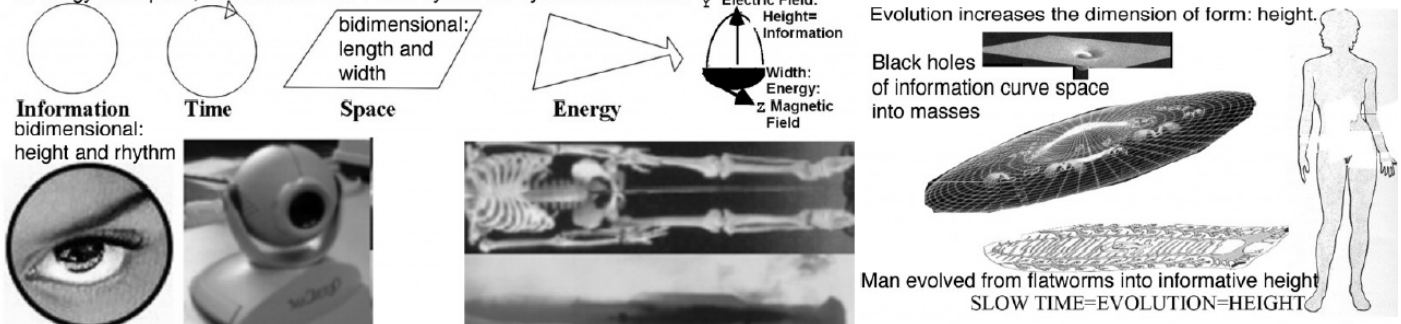 Y Electric Field:
Height=
Information
bidimensional:
length and
width
Width:
Energy:
Z Magnetic
Field
Information
Time
Space
Energy
bidimensional:
height and rhythm
Evolution increases the dimension of form: height.
Black holes
of information curve space
into masses
Man evolved from flatworms into informative height
SLOW TIME=EVOLUTION=HEIGHT